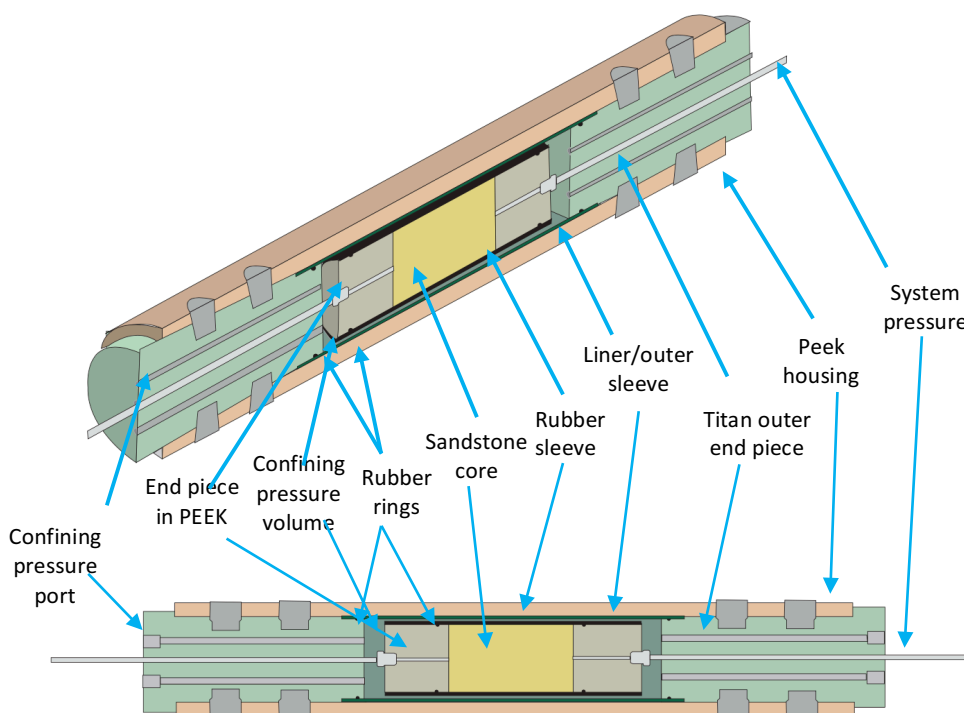 System
pressure
Peek
housing
Liner/outer
sleeve
Titan outer
end piece
Rubber
sleeve
Sandstone
core
Rubber
rings
Confining
pressure
volume
End piece
in PEEK
Confining
pressure
port